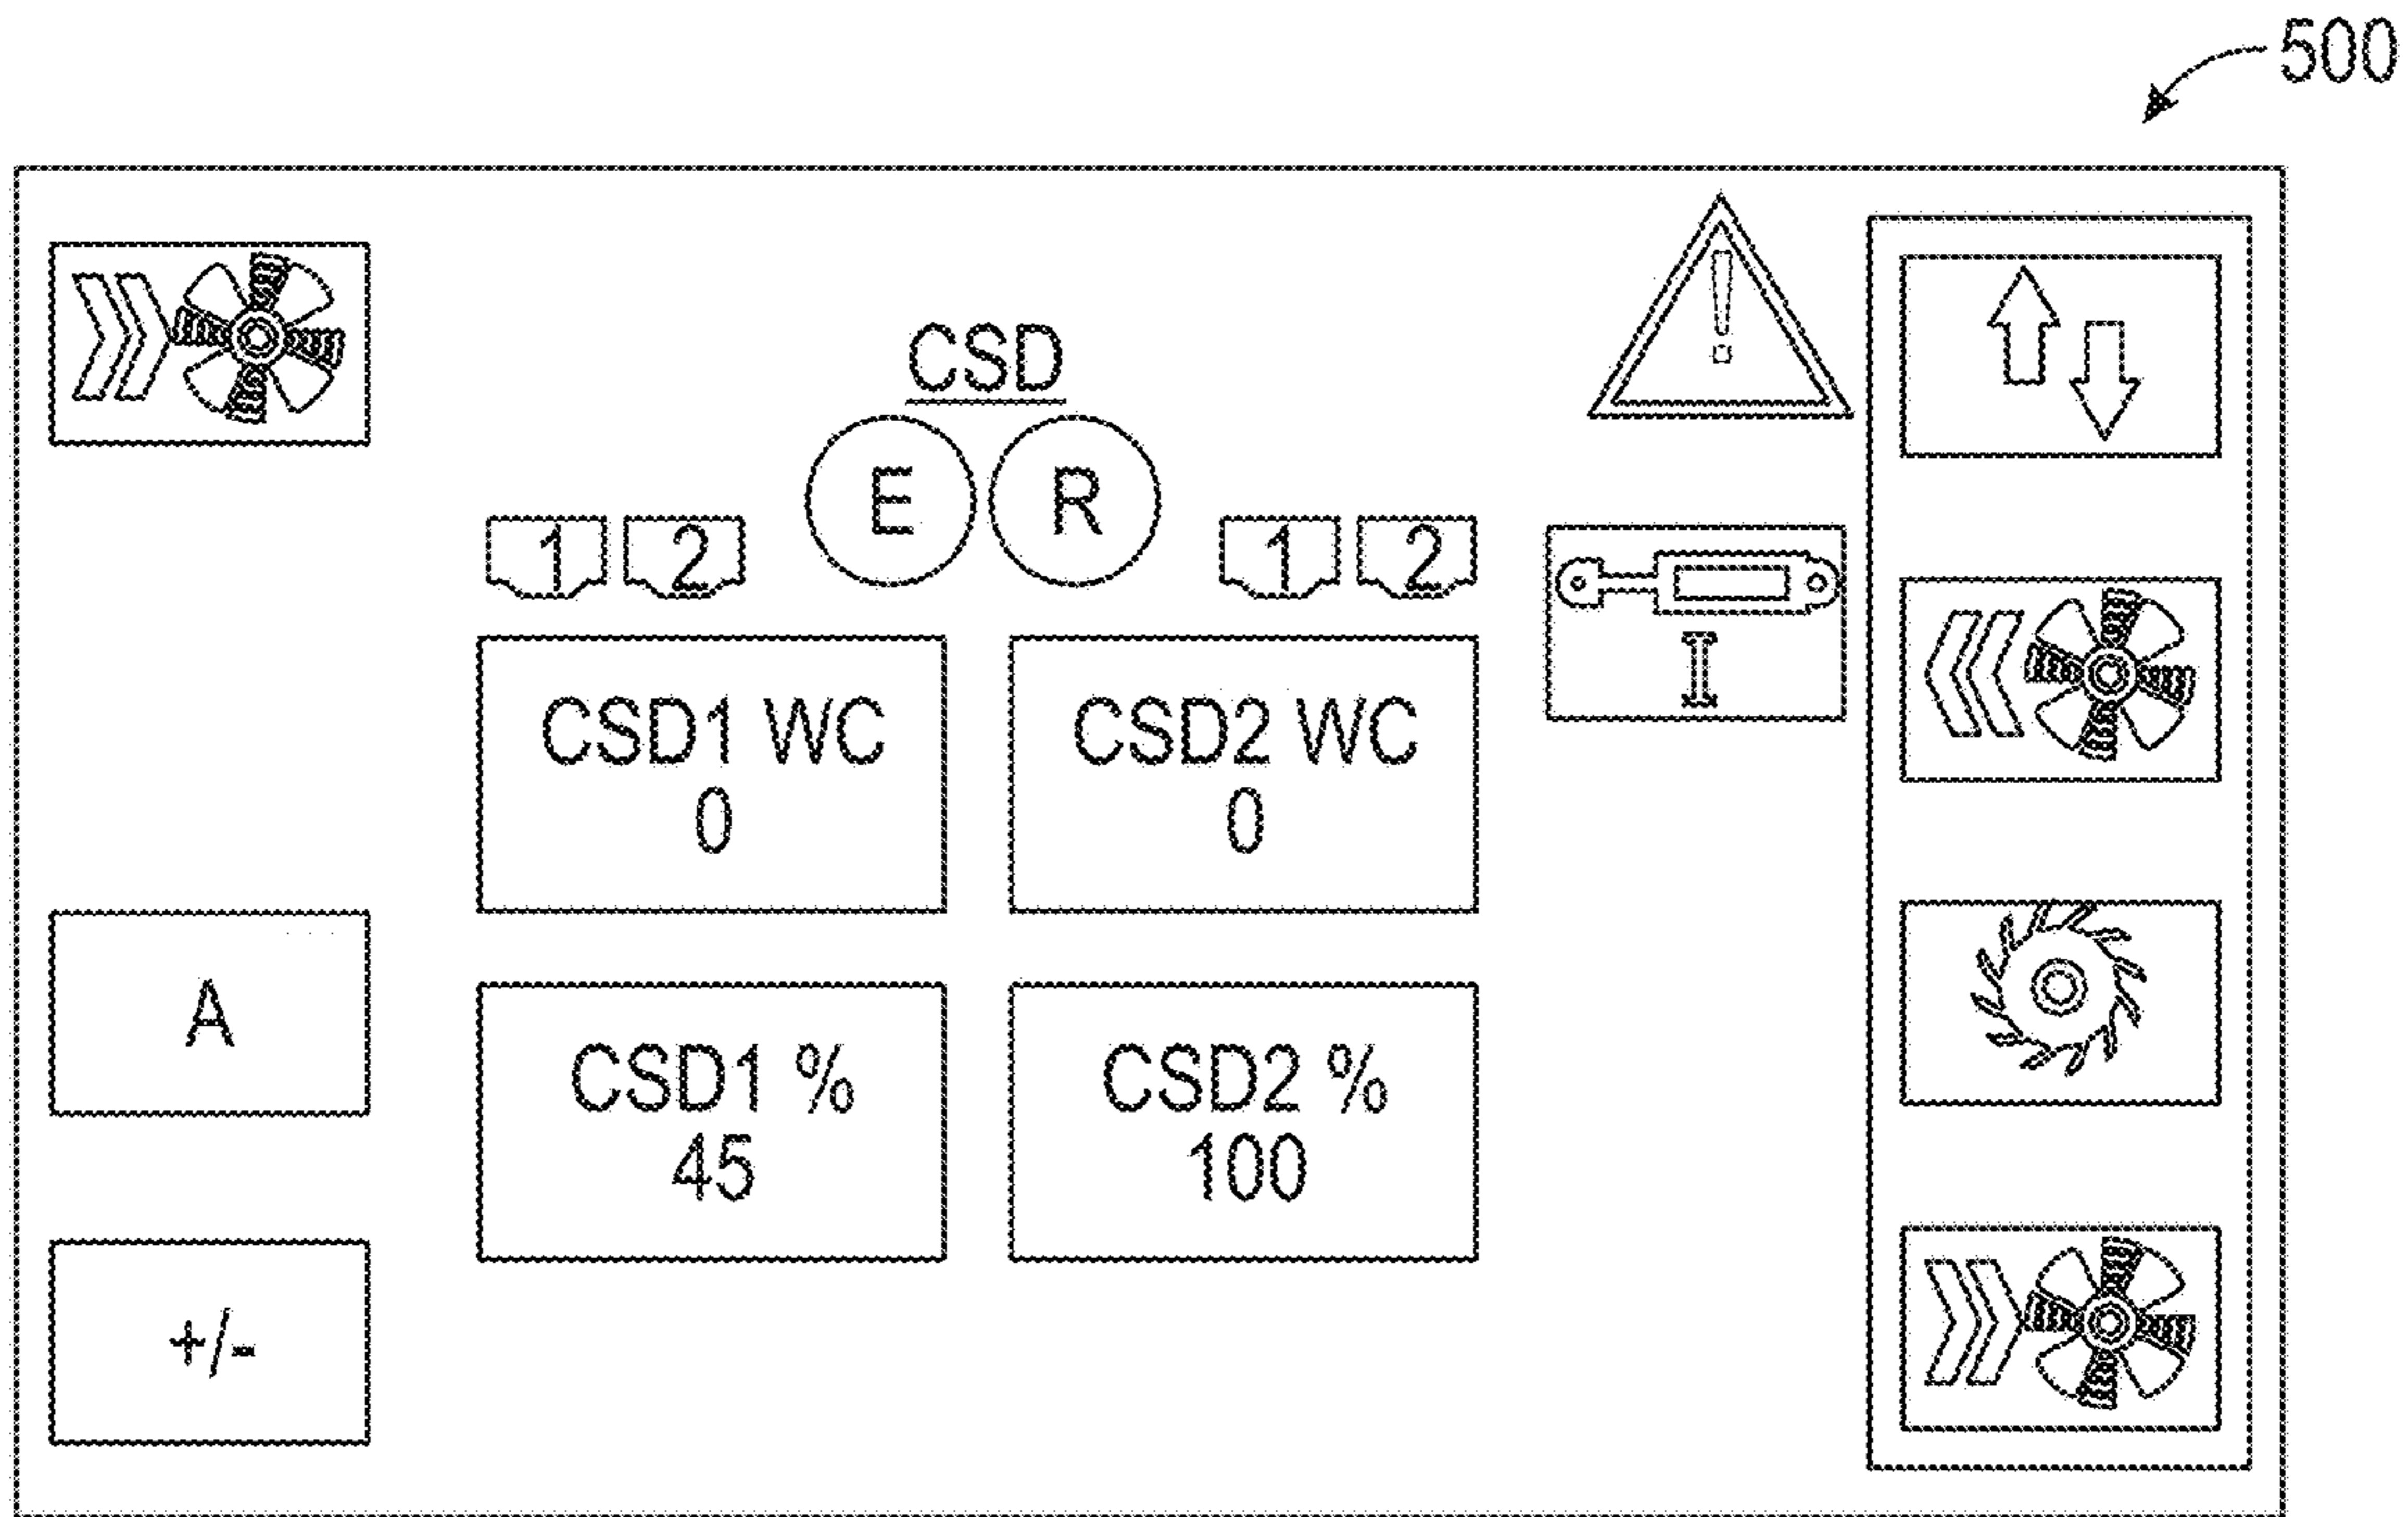 500
CSD
E R
1 2 1 2
!
I
CSD1 WC
0
CSD2 WC
0
A
CSD1 %
45
CSD2 %
100
+/-